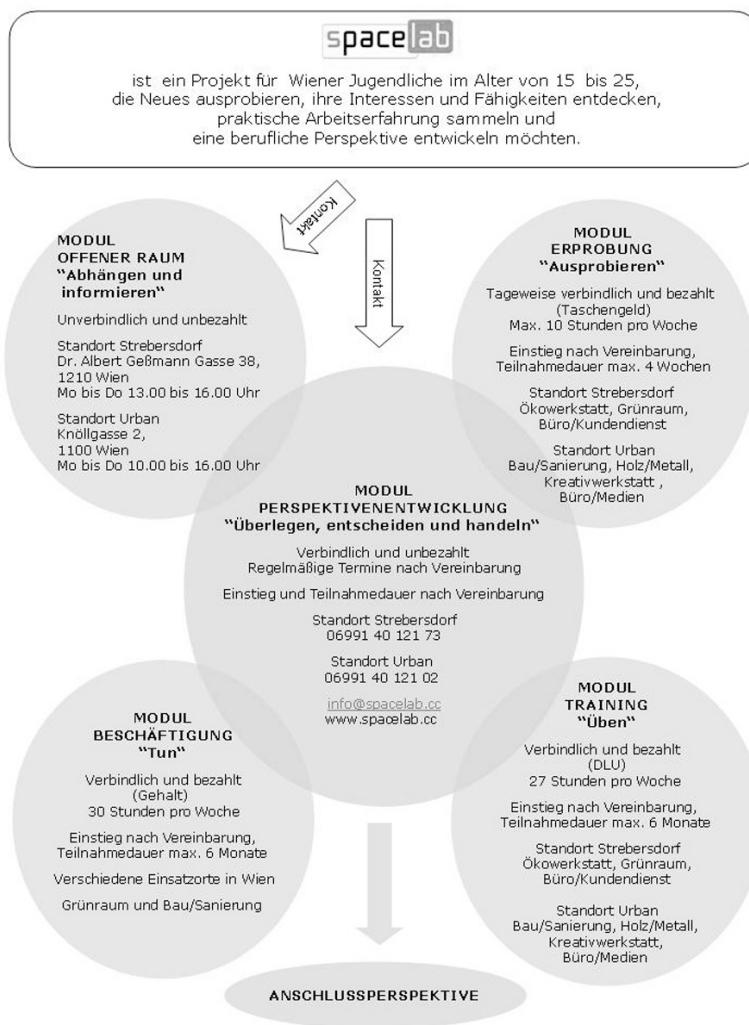 spacelab
ist ein Projekt für Wiener Jugendliche im Alter von 15 bis 25,
die Neues ausprobieren, ihre Interessen und Fähigkeiten entdecken,
praktische Arbeitserfahrung sammeln und
eine berufliche Perspektive entwickeln möchten.
Kontakt
Kontakt
MODUL
OFFENER RAUM
"Abhängen und
informieren"
Unverbindlich und unbezahlt
Standort Strebersdorf
Dr. Albert Geßmann Gasse 38,
1210 Wien
Mo bis Do 13.00 bis 16.00 Uhr
Standort Urban
Knöllgasse 2,
1100 Wien
Mo bis Do 10.00 bis 16.00 Uhr
MODUL
ERPROBUNG
"Ausprobieren"
Tageweise verbindlich und bezahlt
(Taschengeld)
Max. 10 Stunden pro Woche
Einstieg nach Vereinbarung,
Teilnahmedauer max. 4 Wochen
Standort Strebersdorf
Ökowerkstatt, Grünraum,
Büro/Kundendienst
Standort Urban
Bau/Sanierung, Holz/Metall,
Kreativwerkstatt ,
Büro/Medien
MODUL
PERSPEKTIVENENTWICKLUNG
"Überlegen, entscheiden und handeln"
Verbindlich und unbezahlt
Regelmäßige Termine nach Vereinbarung
Einstieg und Teilnahmedauer nach Vereinbarung
Standort Strebersdorf
06991 40 121 73
Standort Urban
06991 40 121 02
info@spacelab.cc
www.spacelab.cc
MODUL
BESCHÄFTIGUNG
"Tun"
Verbindlich und bezahlt
(Gehalt)
30 Stunden pro Woche
Einstieg nach Vereinbarung,
Teilnahmedauer max. 6 Monate
Verschiedene Einsatzorte in Wien
Grünraum und Bau/Sanierung
MODUL
TRAINING
"Üben"
Verbindlich und bezahlt
(DLU)
27 Stunden pro Woche
Einstieg nach Vereinbarung,
Teilnahmedauer max. 6 Monate
Standort Strebersdorf
Ökowerkstatt, Grünraum,
Büro/Kundendienst
Standort Urban
Bau/Sanierung, Holz/Metall,
Kreativwerkstatt,
Büro/Medien
ANSCHLUSSPERSPEKTIVE